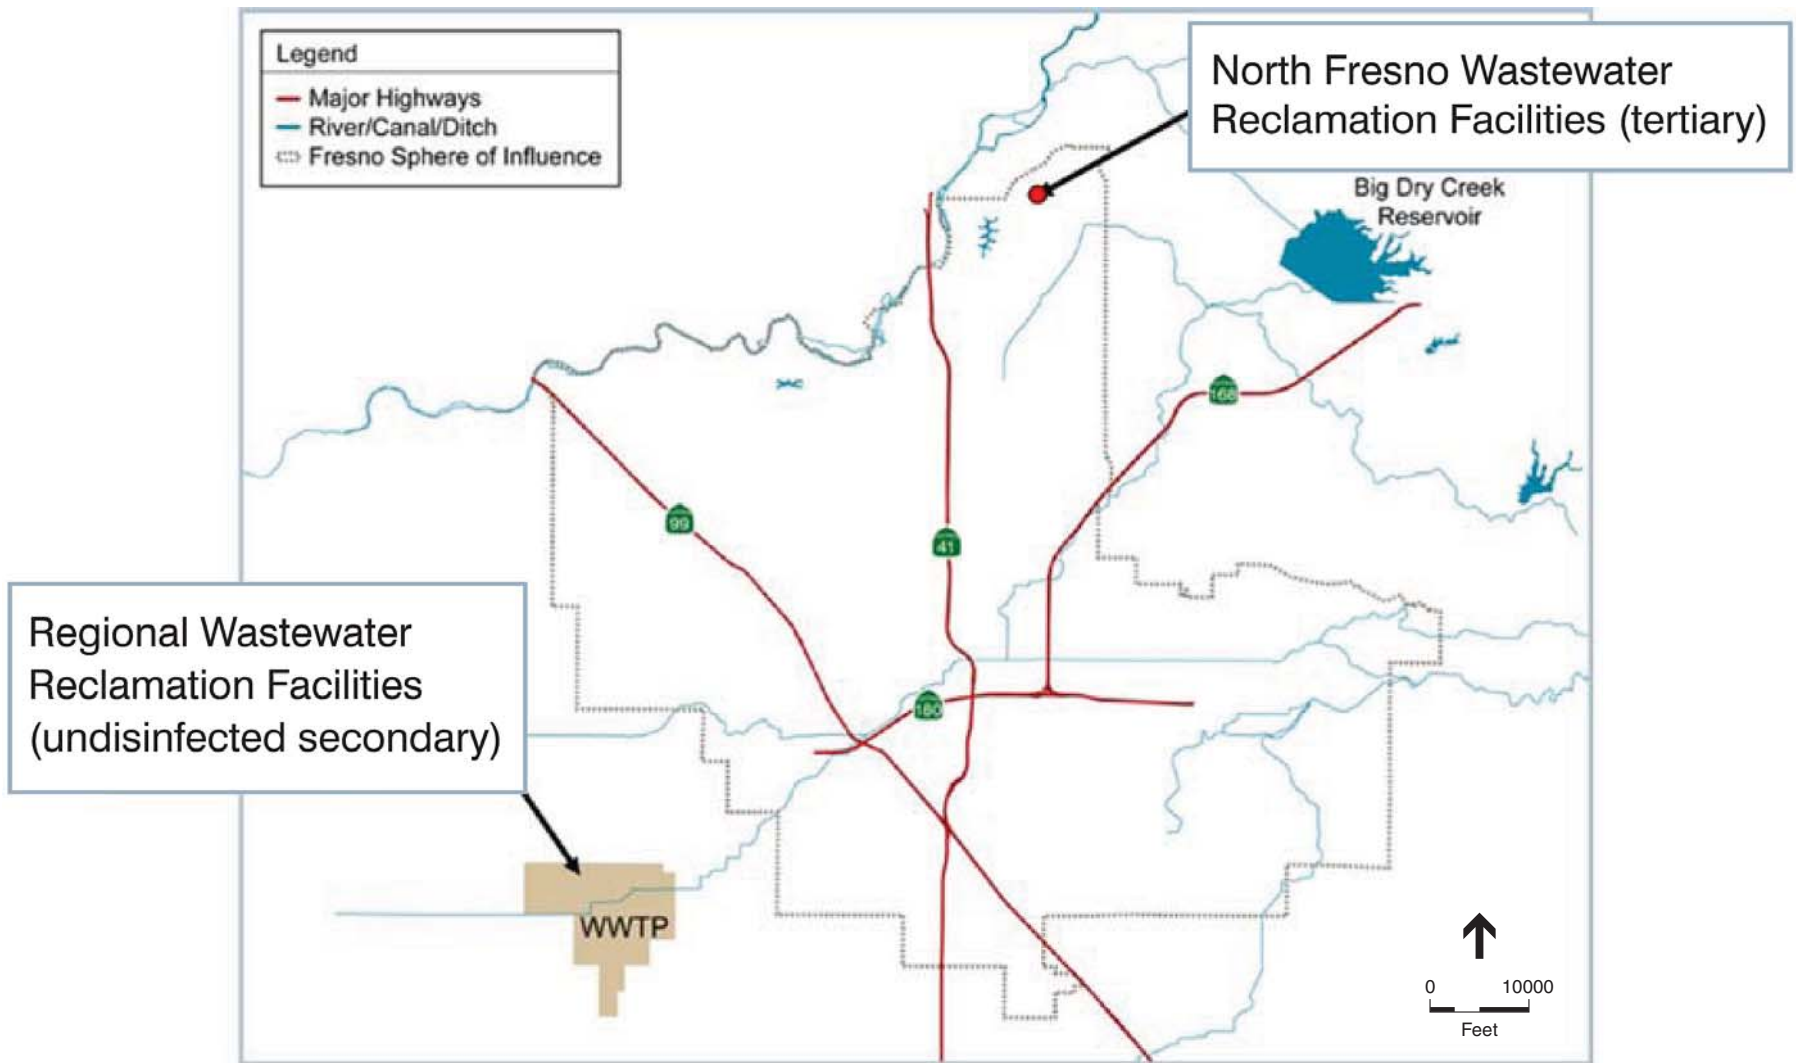 Legend
Major Highways
River/Canal/Ditch
Fresno Sphere of Influence
North Fresno Wastewater
Reclamation Facilities (tertiary)
Big Dry Creek
Reservoir
168
99
41
Regional Wastewater
Reclamation Facilities
(undisinfected secondary)
180
WWTP
0 10000
Feet